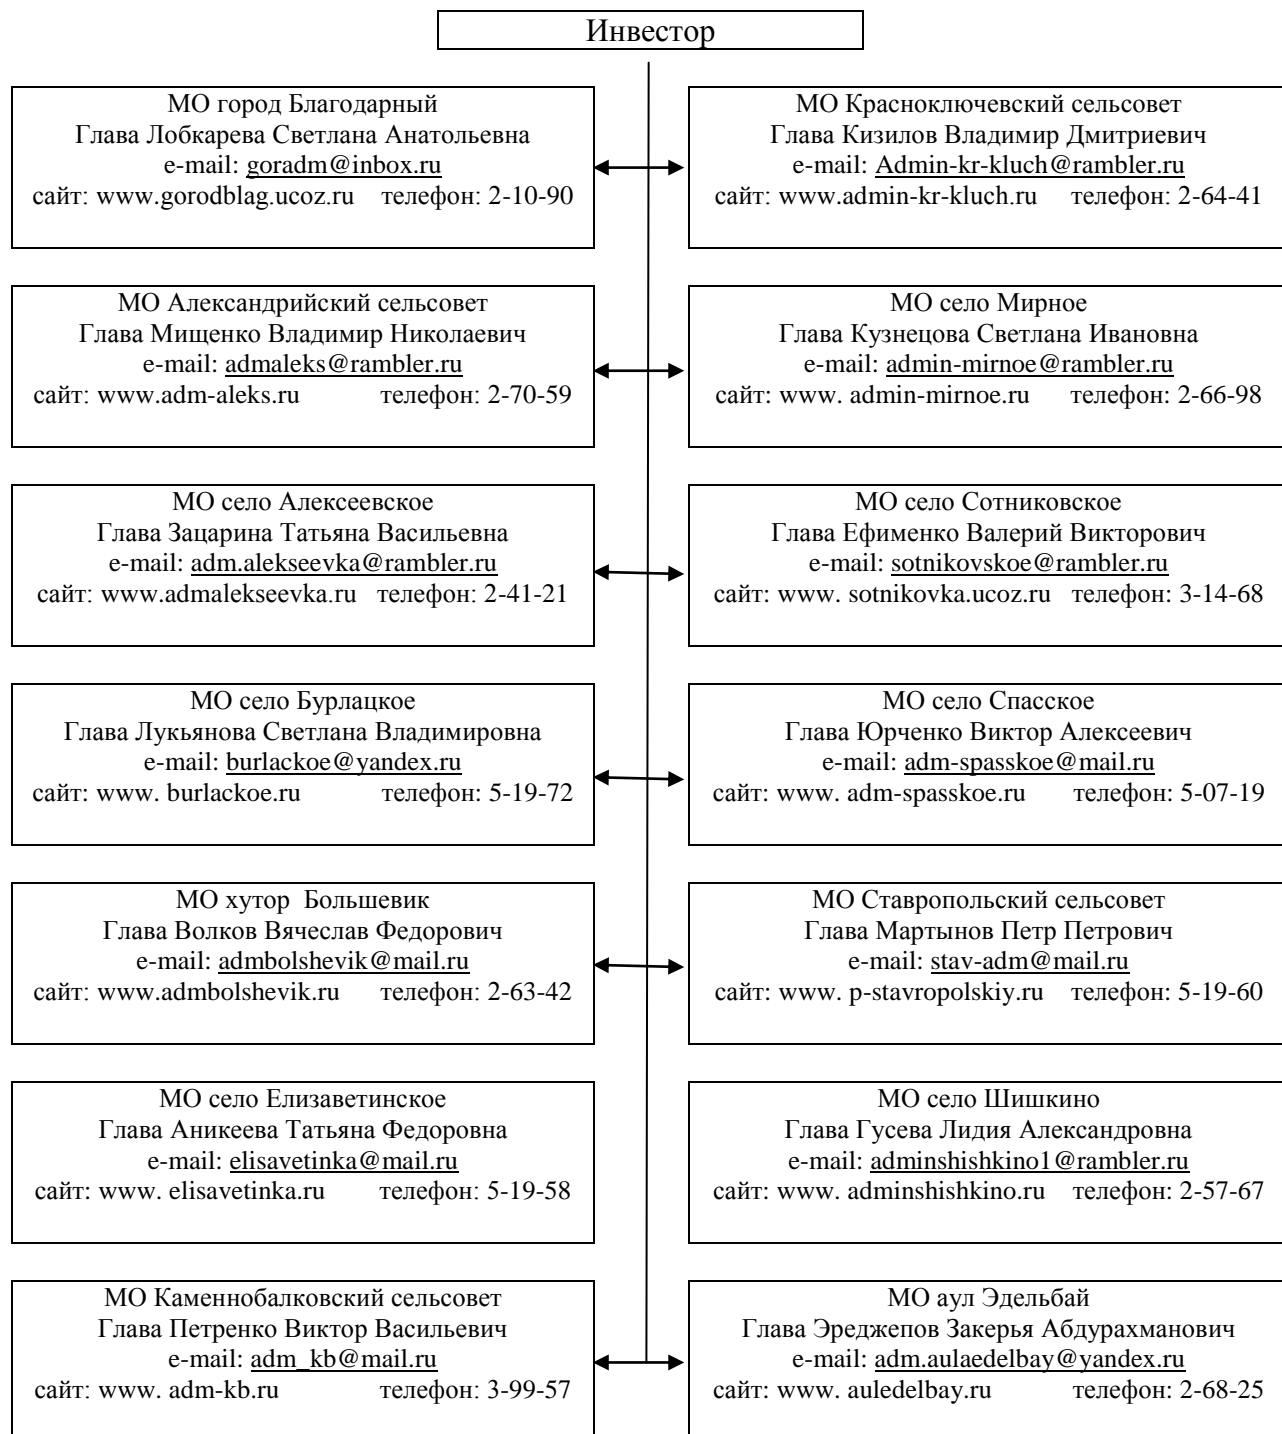 Инвестор
МО город Благодарный
Глава Лобкарева Светлана Анатольевна
e-mail: goradm@inbox.ru
сайт: www.gorodblag.ucoz.ru телефон: 2-10-90
МО Красноключевский сельсовет
Глава Кизилов Владимир Дмитриевич
e-mail: Admin-kr-kluch@rambler.ru
сайт: www.admin-kr-kluch.ru телефон: 2-64-41
МО Александрийский сельсовет
Глава Мищенко Владимир Николаевич
e-mail: admaleks@rambler.ru
сайт: www.adm-aleks.ru телефон: 2-70-59
МО село Мирное
Глава Кузнецова Светлана Ивановна
e-mail: admin-mirnoe@rambler.ru
сайт: www. admin-mirnoe.ru телефон: 2-66-98
МО село Алексеевское
Глава Зацарина Татьяна Васильевна
e-mail: adm.alekseevka@rambler.ru
сайт: www.admalekseevka.ru телефон: 2-41-21
МО село Сотниковское
Глава Ефименко Валерий Викторович
e-mail: sotnikovskoe@rambler.ru
сайт: www. sotnikovka.ucoz.ru телефон: 3-14-68
МО село Бурлацкое
Глава Лукьянова Светлана Владимировна
e-mail: burlackoe@yandex.ru
сайт: www. burlackoe.ru телефон: 5-19-72
МО село Спасское
Глава Юрченко Виктор Алексеевич
e-mail: adm-spasskoe@mail.ru
сайт: www. adm-spasskoe.ru телефон: 5-07-19
МО хутор Большевик
Глава Волков Вячеслав Федорович
e-mail: admbolshevik@mail.ru
сайт: www.admbolshevik.ru телефон: 2-63-42
МО Ставропольский сельсовет
Глава Мартынов Петр Петрович
e-mail: stav-adm@mail.ru
сайт: www. p-stavropolskiy.ru телефон: 5-19-60
МО село Елизаветинское
Глава Аникеева Татьяна Федоровна
e-mail: elisavetinka@mail.ru
сайт: www. elisavetinka.ru телефон: 5-19-58
МО село Шишкино
Глава Гусева Лидия Александровна
e-mail: adminshishkino1@rambler.ru
сайт: www. adminshishkino.ru телефон: 2-57-67
МО Каменнобалковский сельсовет
Глава Петренко Виктор Васильевич
e-mail: adm_kb@mail.ru
сайт: www. adm-kb.ru телефон: 3-99-57
МО аул Эдельбай
Глава Эреджепов Закерья Абдурахманович
e-mail: adm.aulaedelbay@yandex.ru
сайт: www. auledelbay.ru телефон: 2-68-25